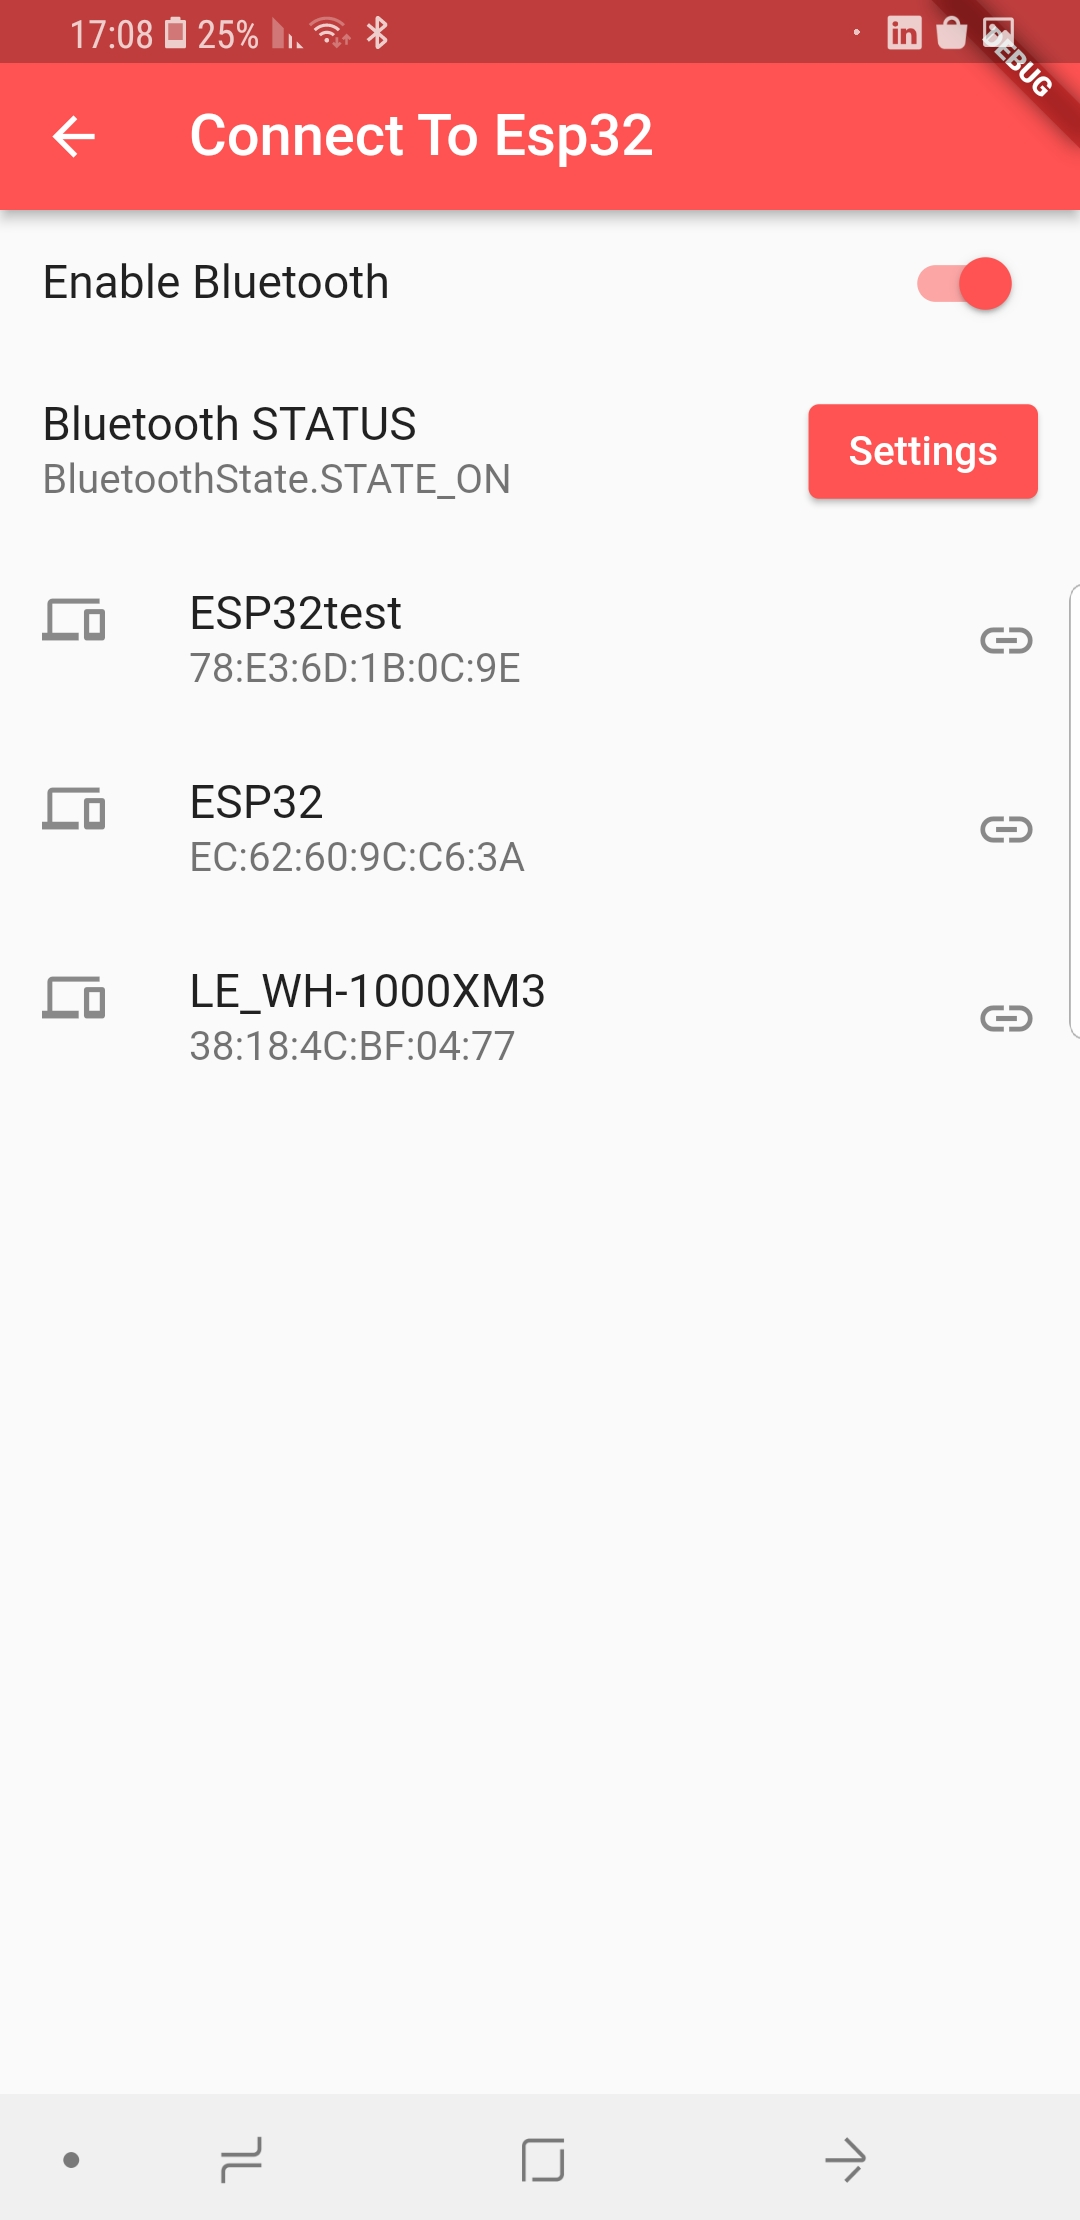 17:08 25%
in
DEBUG
Connect To Esp32
Enable Bluetooth
Bluetooth STATUS
BluetoothState.STATE_ON
Settings
ESP32test
78:E3:6D:1B:0C:9E
ESP32
EC:62:60:9C:C6:3A
LE_WH-1000XM3
38:18:4C:BF:04:77